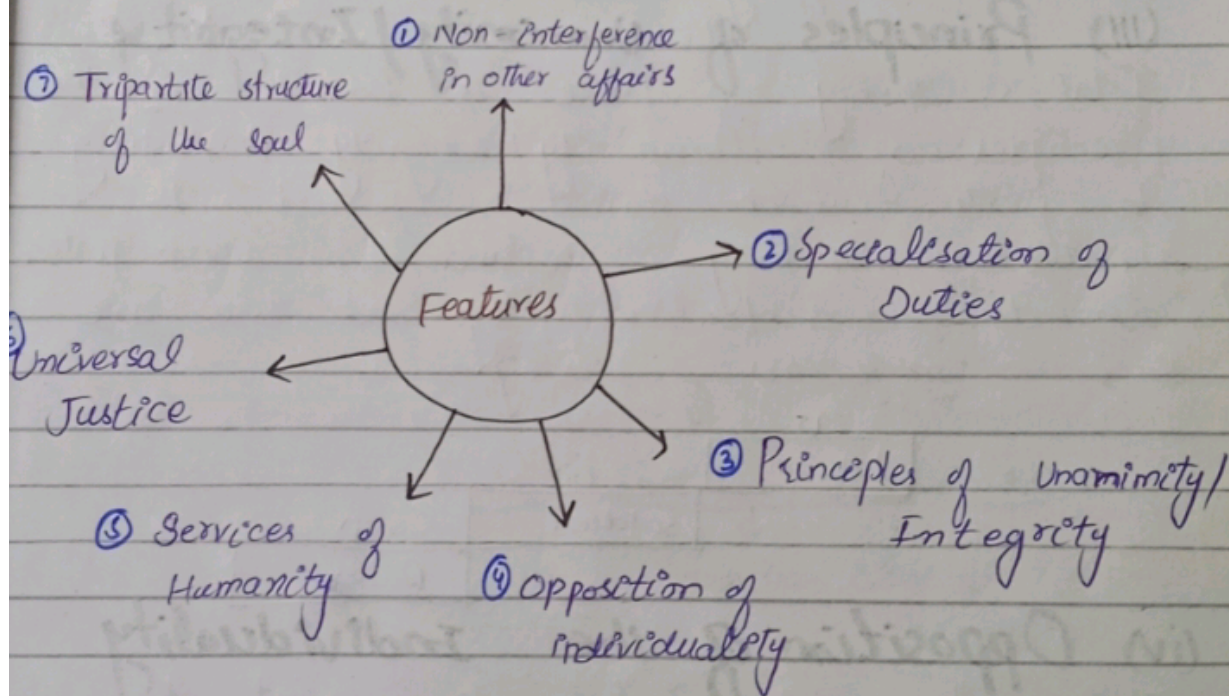 ① Non-interference
in other affairs
② Specialisation of
Duties
③ Principles of Unamimity/
Integrity
④ Opposition of
individuality
⑤ Services of
Humanity
Universal
Justice
⑦ Tripartite structure
of the soul
Features